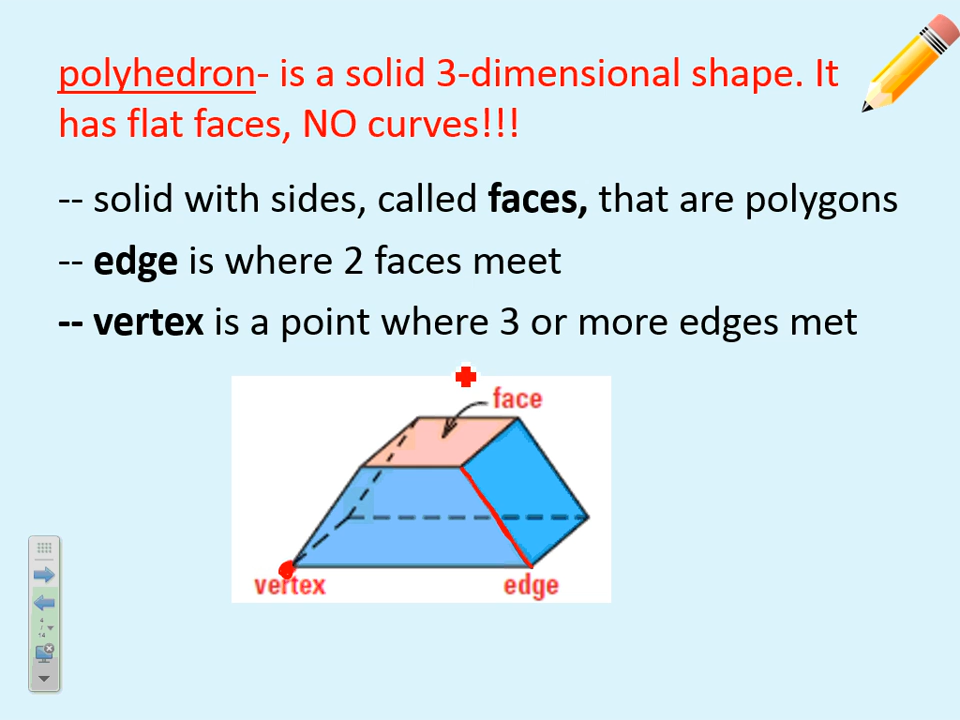 polyhedron- is a solid 3-dimensional shape. It
has flat faces, NO curves!!!
-- solid with sides, called faces, that are polygons
-- edge is where 2 faces meet
-- vertex is a point where 3 or more edges met
face
vertex
edge
4
/
14